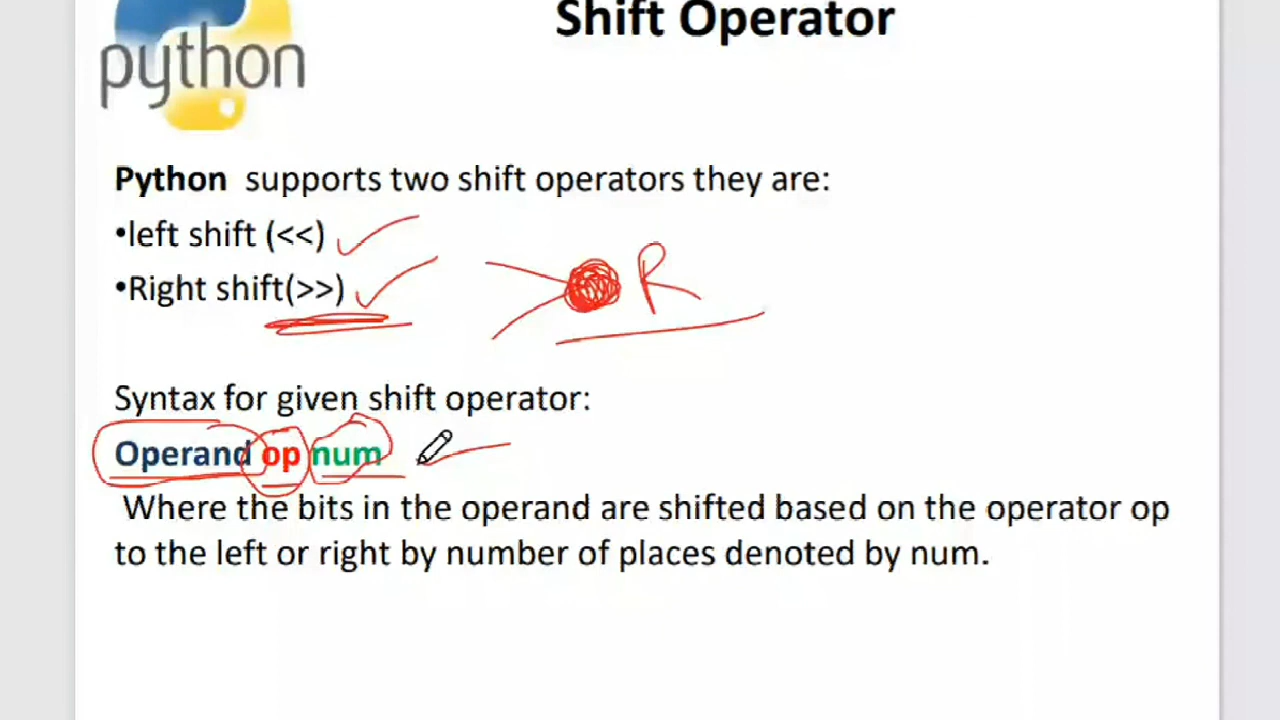 Shift Operator
python
Python supports two shift operators they are:
•left shift (<<)
•Right shift(>>)
R
Syntax for given shift operator:
Operand op num
Where the bits in the operand are shifted based on the operator op
to the left or right by number of places denoted by num.